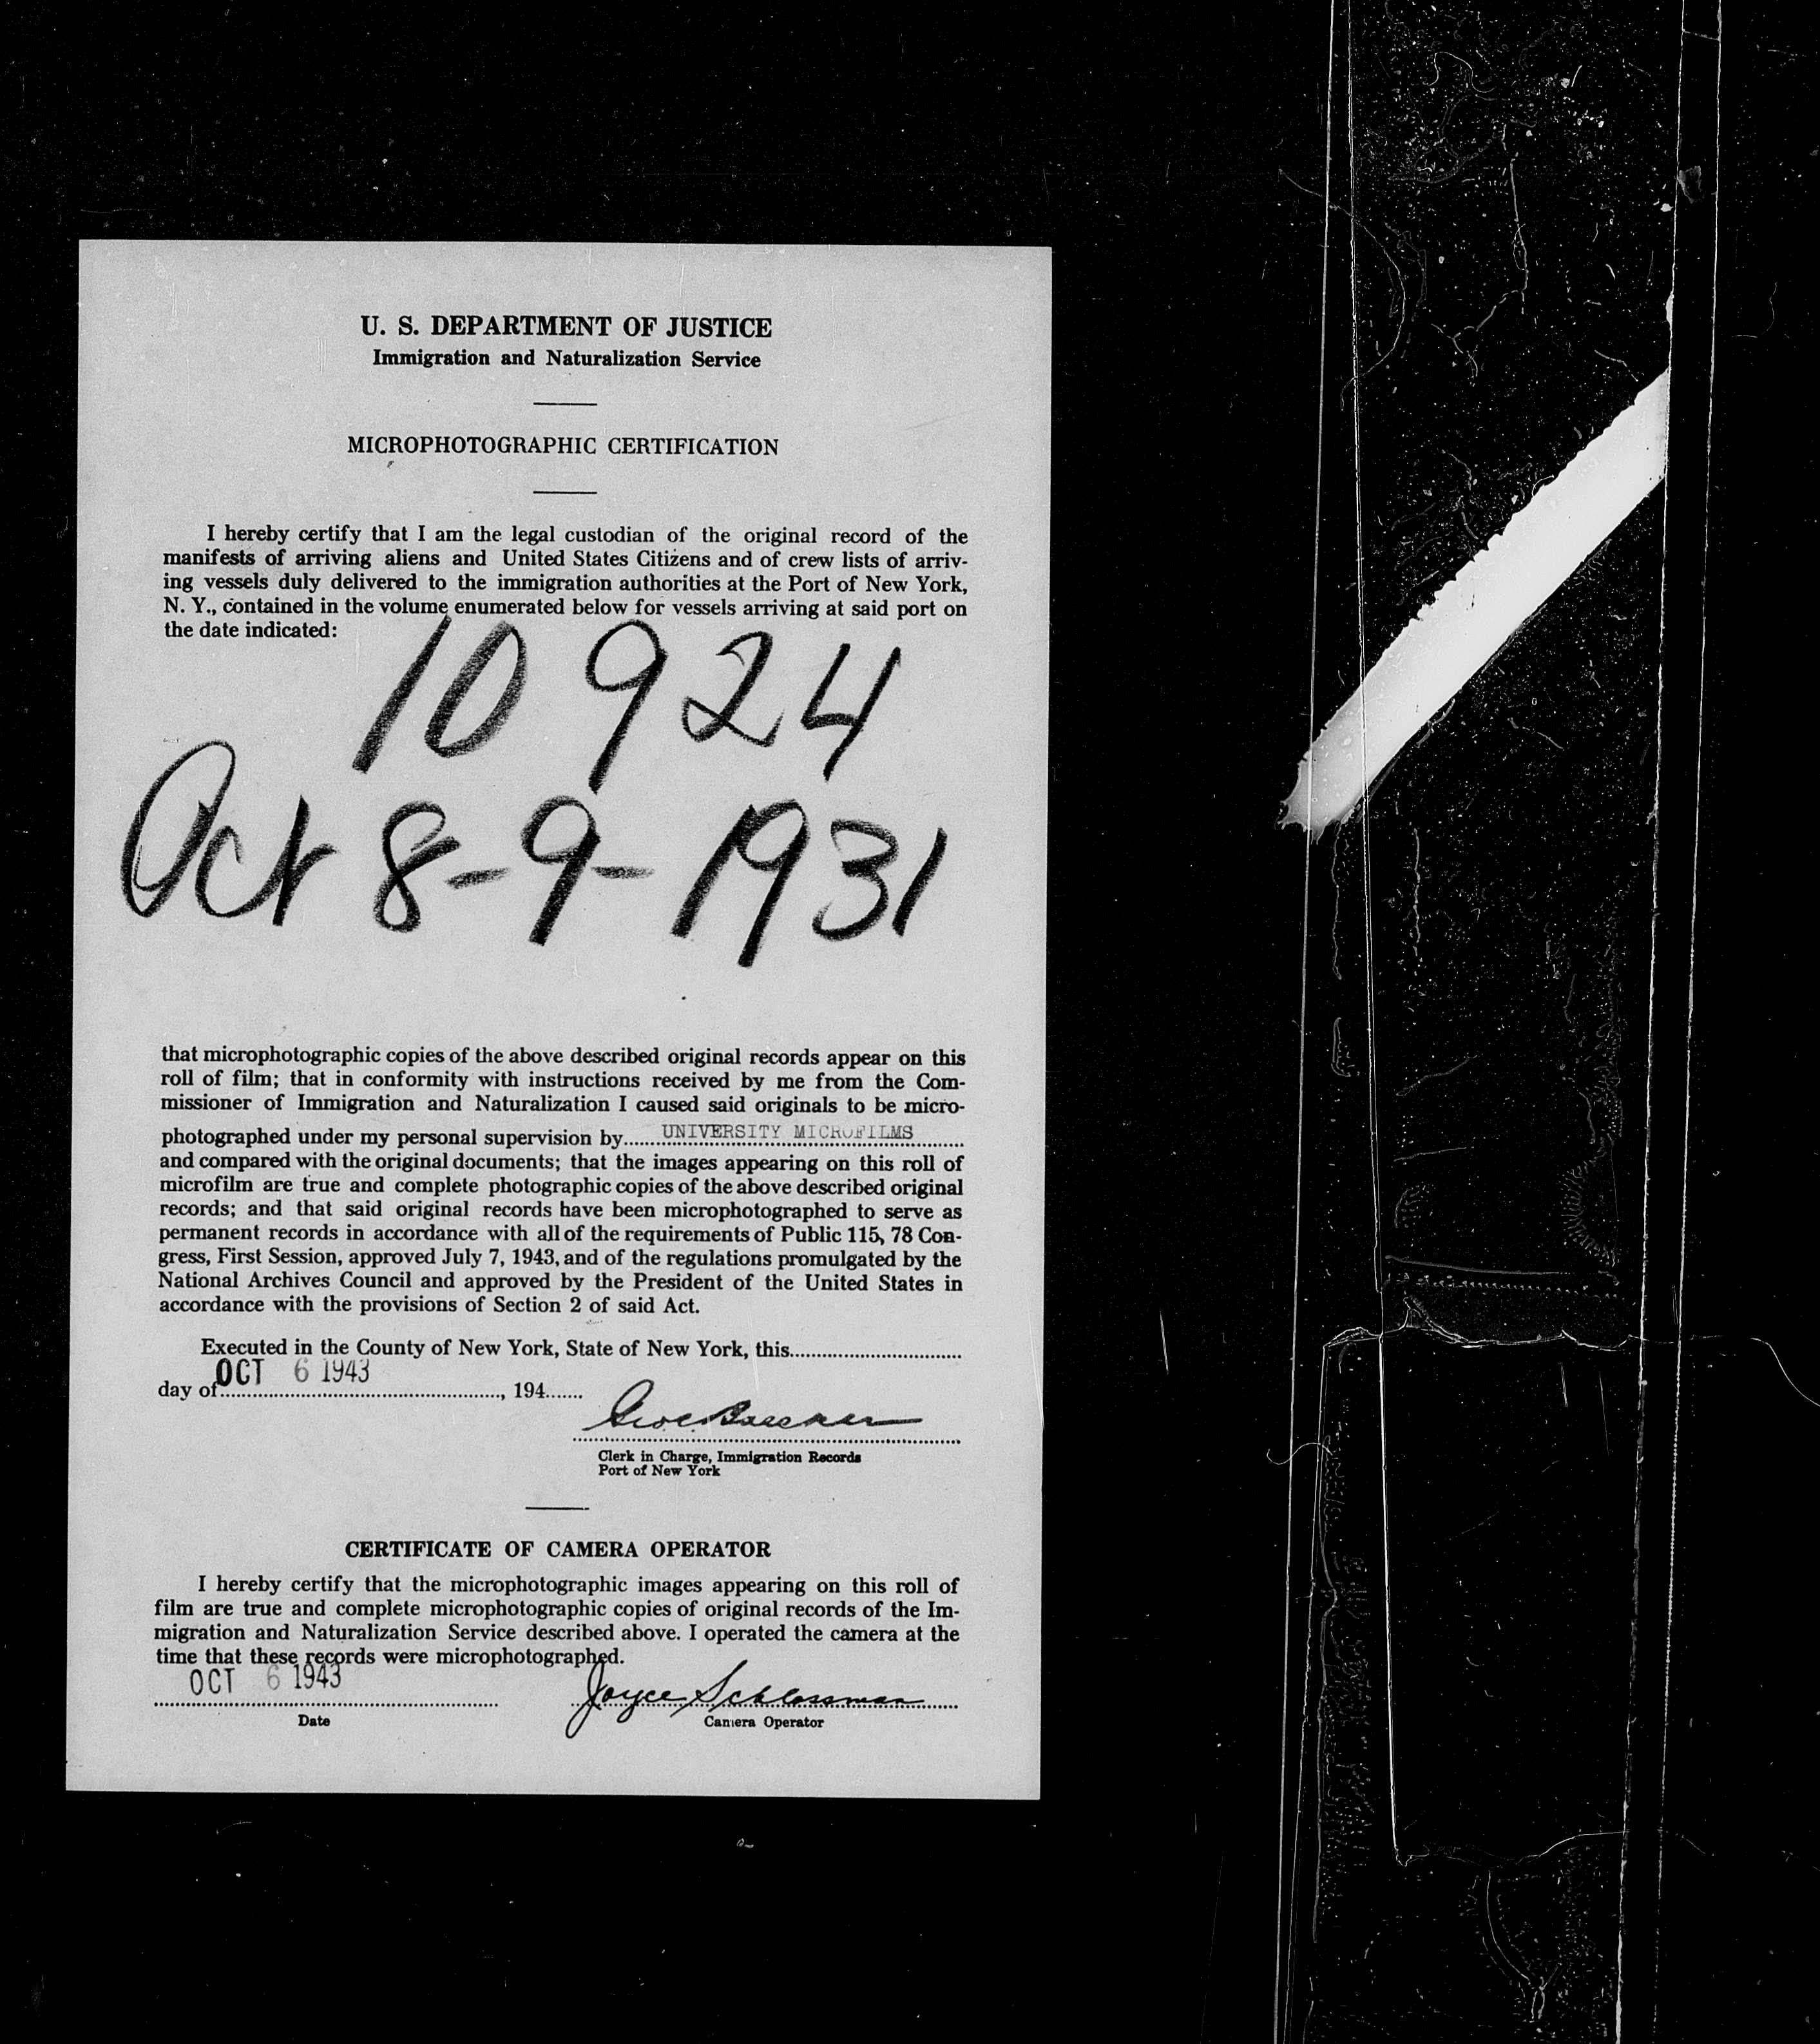 U. S. DEPARTMENT OF JUSTICE
Immigration and Naturalization Service
MICROPHOTOGRAPHIC CERTIFICATION
I hereby certify that I am the legal custodian of the original record of the
manifests of arriving aliens and United States Citizens and of crew lists of arriv-
ing vessels duly delivered to the immigration authorities at the Port of New York,
N. Y., contained in the volume enumerated below for vessels arriving at said port on
the date indicated:
10924
Oct 8-9-1931
that microphotographic copies of the above described original records appear on this
roll of film; that in conformity with instructions received by me from the Com-
missioner of Immigration and Naturalization I caused said originals to be micro-
photographed under my personal supervision by UNIVERSITY MICROFILMS
and compared with the original documents; that the images appearing on this roll of
microfilm are true and complete photographic copies of the above described original
records; and that said original records have been microphotographed to serve as
permanent records in accordance with all of the requirements of Public 115, 78 Con-
gress, First Session, approved July 7, 1943, and of the regulations promulgated by the
National Archives Council and approved by the President of the United States in
accordance with the provisions of Section 2 of said Act.
Executed in the County of New York, State of New York, this
day of OCT 6 1943, 194
Clerk in Charge, Immigration Records
Port of New York
CERTIFICATE OF CAMERA OPERATOR
I hereby certify that the microphotographic images appearing on this roll of
film are true and complete microphotographic copies of original records of the Im-
migration and Naturalization Service described above. I operated the camera at the
time that these records were microphotographed.
OCT 6 1943 Joyce Schlossman
Date Camera Operator